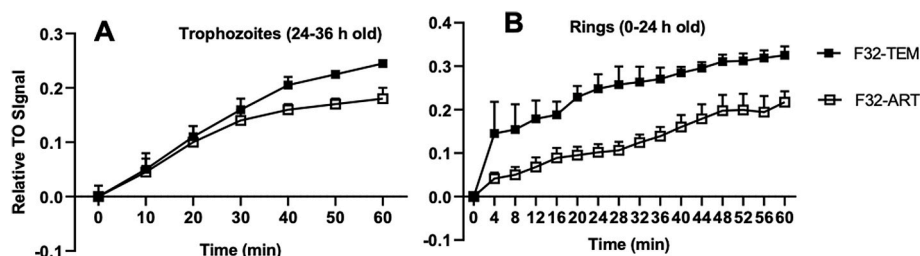 A
Trophozoites (24-36 h old)
Relative TO SIgnal
0.3
0.2
0.1
0.0
-0.1
0 10 20 30 40 50 60
Time (min)
B
Rings (0-24 h old)
0.4
0.3
0.2
0.1
0.0
-0.1
0 4 8 12 16 20 24 28 32 36 40 44 48 52 56 60
Time (min)
F32-TEM
F32-ART